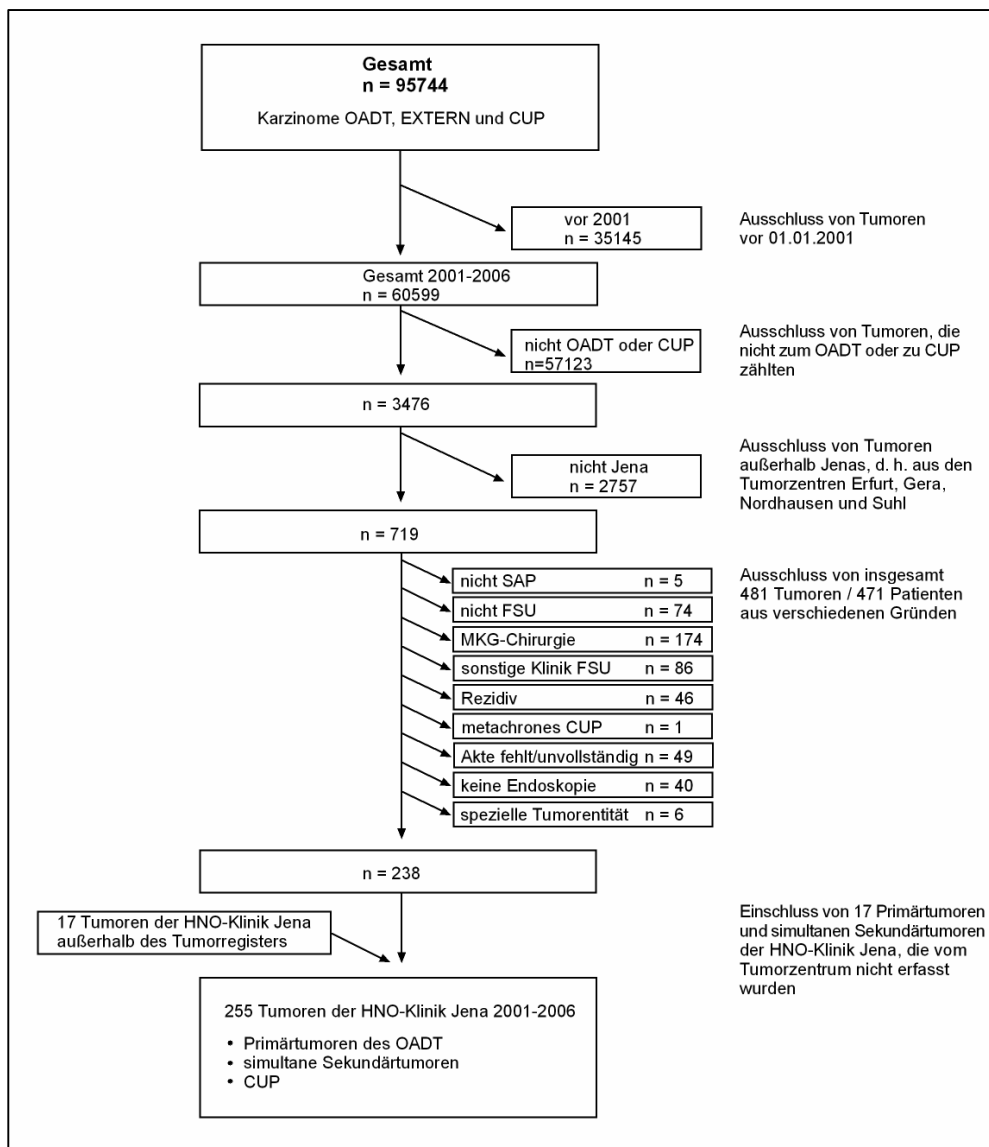 Gesamt
n = 95744
Karzinome OADT, EXTERN und CUP
vor 2001
n = 35145
Ausschluss von Tumoren
vor 01.01.2001
Gesamt 2001-2006
n = 60599
nicht OADT oder CUP
n=57123
Ausschluss von Tumoren, die
nicht zum OADT oder zu CUP
zählten
n = 3476
nicht Jena
n = 2757
Ausschluss von Tumoren
außerhalb Jenas, d. h. aus den
Tumorzentren Erfurt, Gera,
Nordhausen und Suhl
n = 719
nicht SAP n = 5
nicht FSU n = 74
MKG-Chirurgie n = 174
sonstige Klinik FSU n = 86
Rezidiv n = 46
metachrones CUP n = 1
Akte fehlt/unvollständig n = 49
keine Endoskopie n = 40
spezielle Tumorentität n = 6
Ausschluss von insgesamt
481 Tumoren / 471 Patienten
aus verschiedenen Gründen
n = 238
17 Tumoren der HNO-Klinik Jena
außerhalb des Tumorregisters
Einschluss von 17 Primärtumoren
und simultanen Sekundärtumoren
der HNO-Klinik Jena, die vom
Tumorzentrum nicht erfasst
wurden
255 Tumoren der HNO-Klinik Jena 2001-2006
• Primärtumoren des OADT
• simultane Sekundärtumoren
• CUP